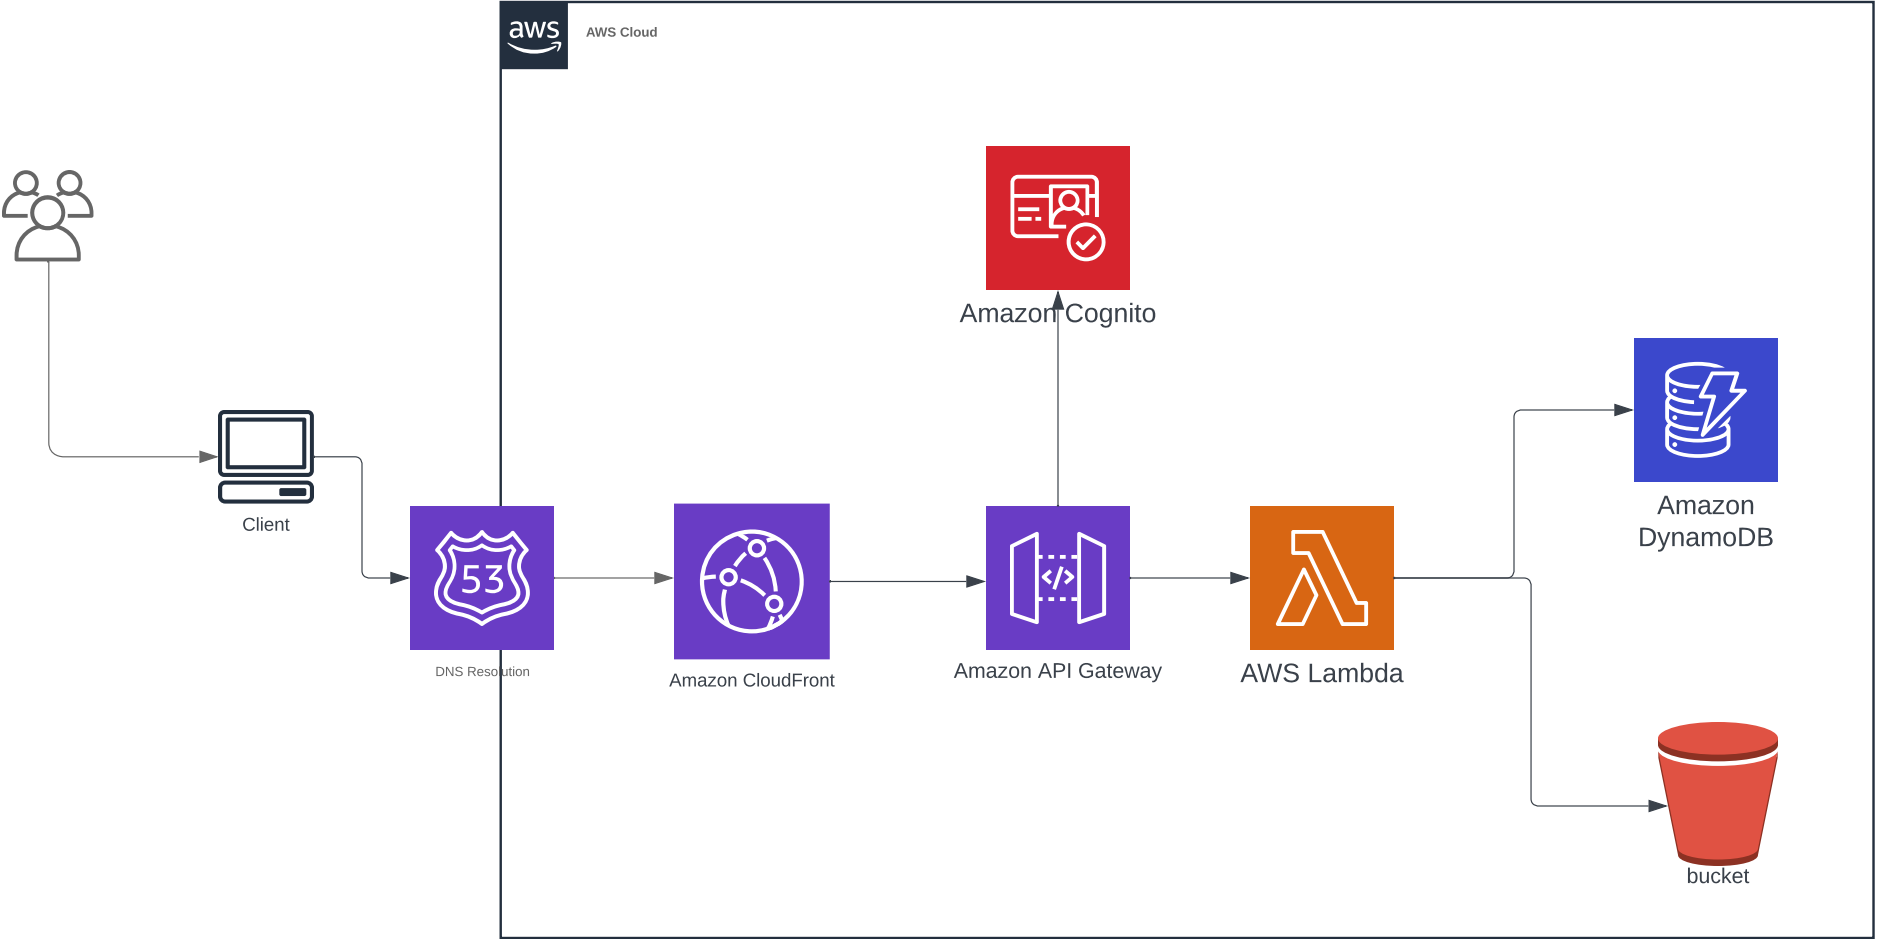 aws
AWS Cloud
Amazon Cognito
Amazon
DynamoDB
Client
53
</>
DNS Resolution
Amazon CloudFront
Amazon API Gateway
AWS Lambda
bucket